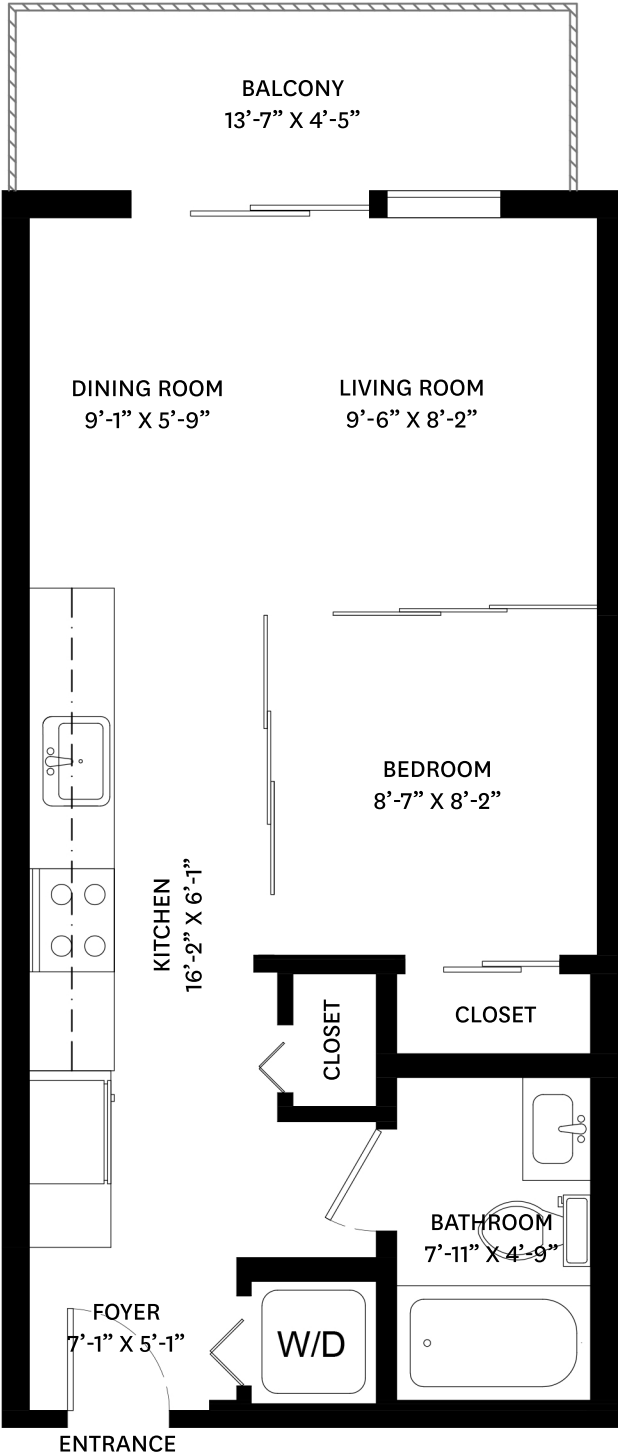 BALCONY
13’-7” X 4’-5”
DINING ROOM
9’-1” X 5’-9”
LIVING ROOM
9’-6” X 8’-2”
BEDROOM
8’-7” X 8’-2”
KITCHEN
16’-2” X 6’-1”
CLOSET
CLOSET
BATHROOM
7’-11” X 4’-9”
FOYER
7’-1” X 5’-1”
W/D
ENTRANCE